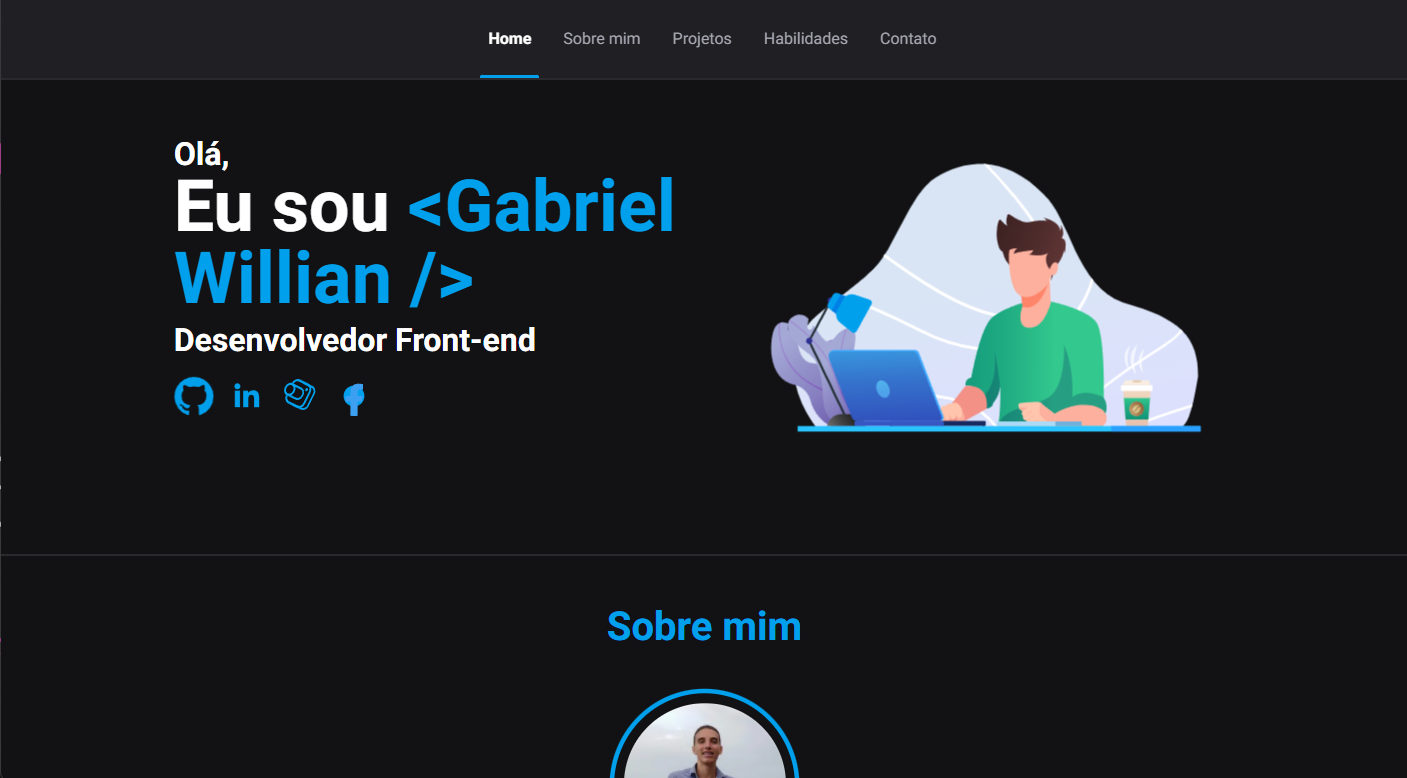 Home Sobre mim Projetos Habilidades Contato
Olá,
Eu sou <Gabriel
Willian />
Desenvolvedor Front-end
in
Sobre mim